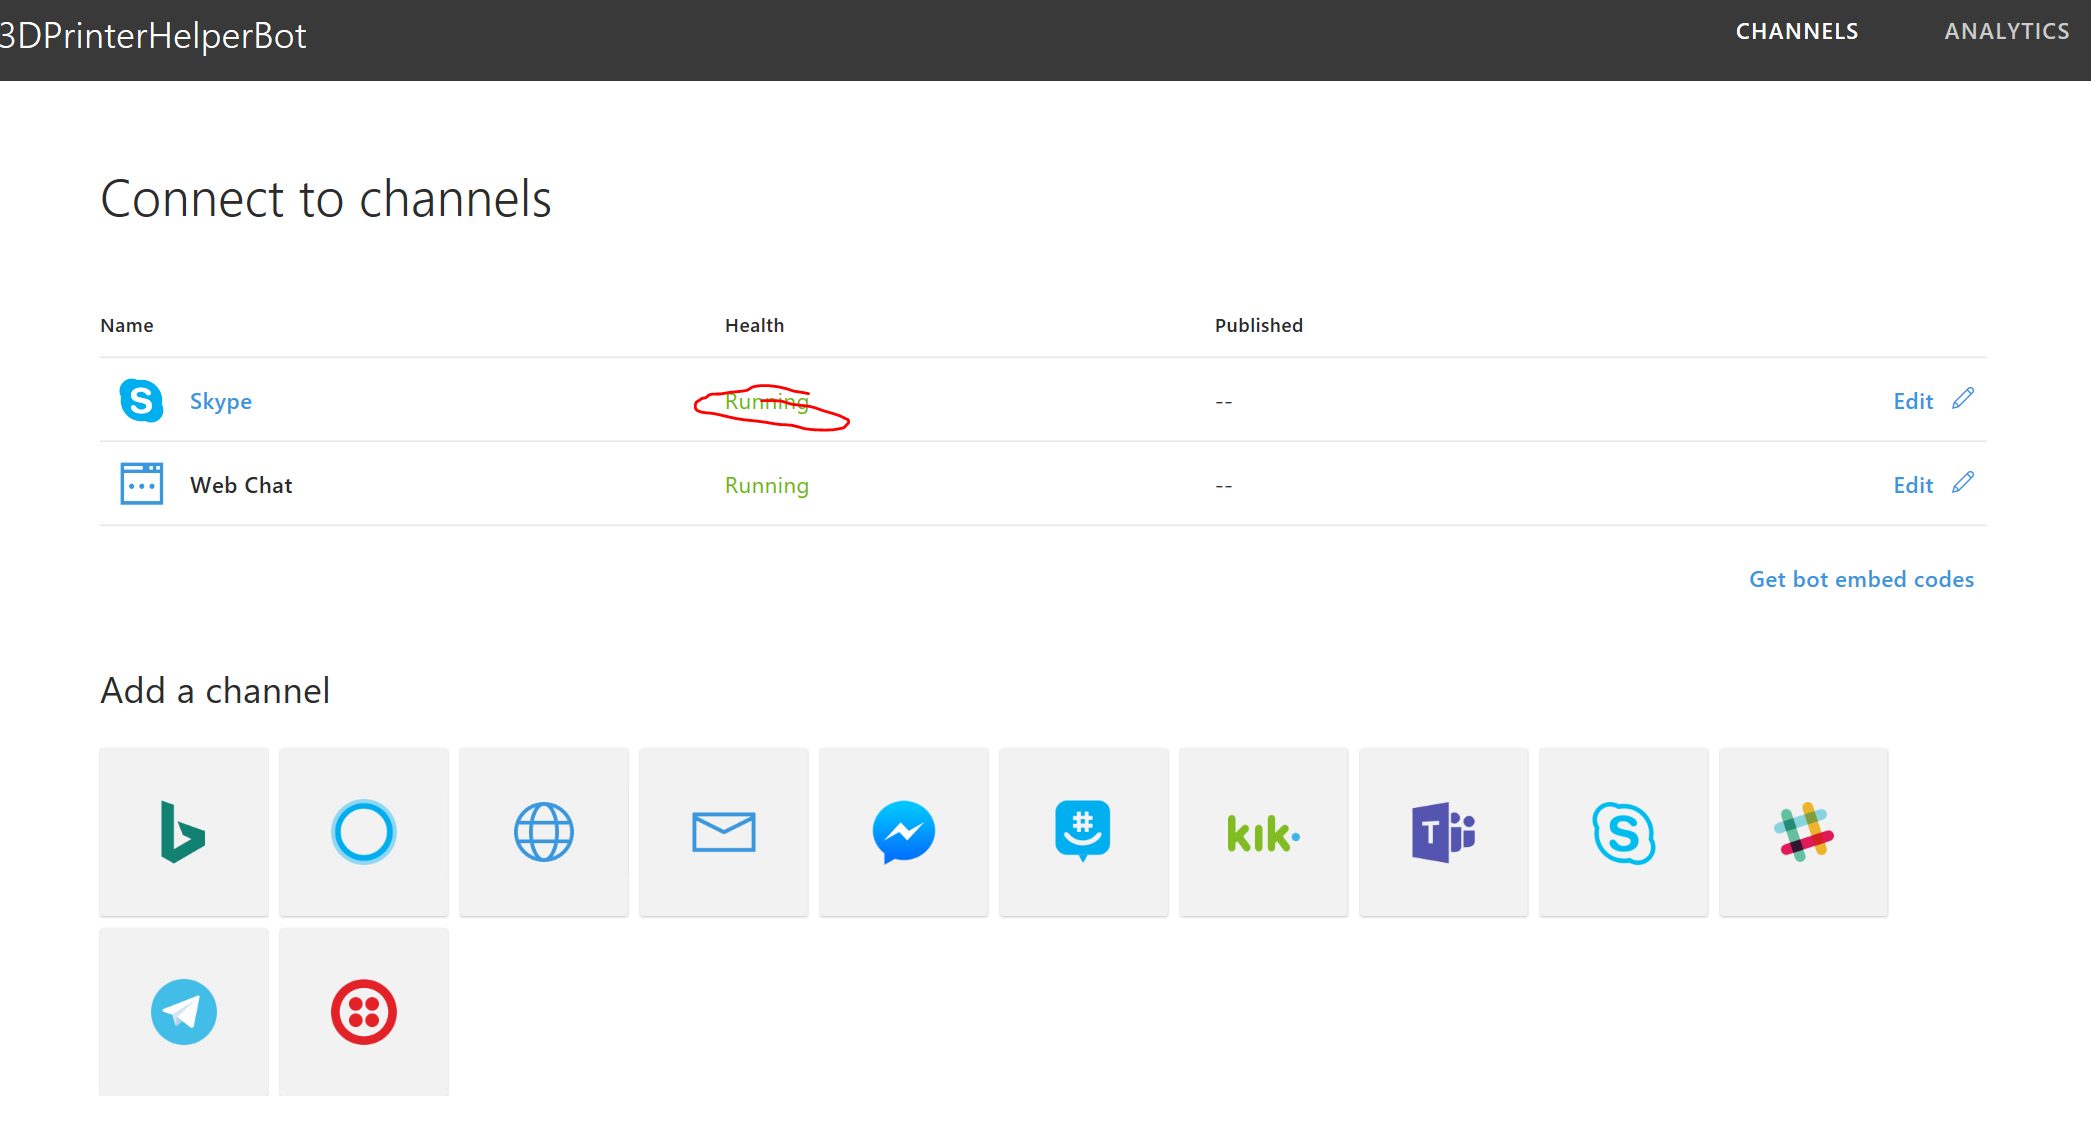 3DPrinterHelperBot CHANNELS ANALYTICS
Connect to channels
Name Health Published
S Skype Running -- Edit
Web Chat Running -- Edit
Get bot embed codes
Add a channel
b # kik. T S